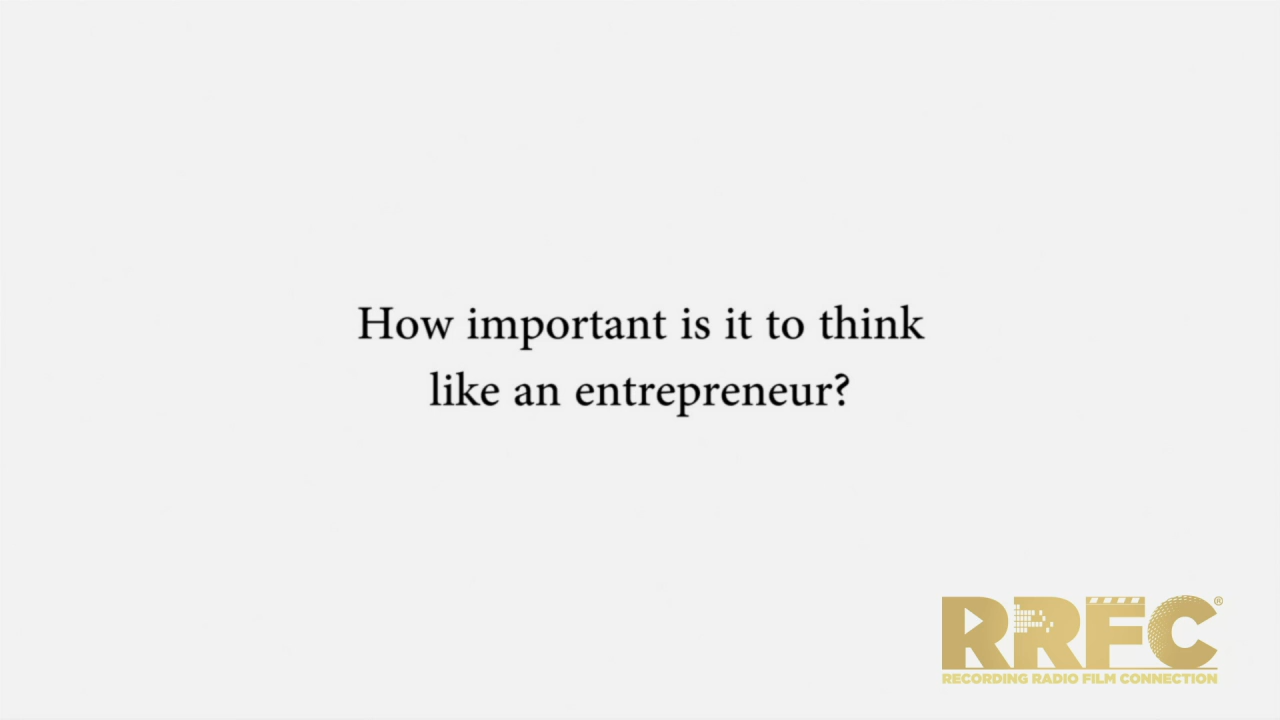 How important is it to think
like an entrepreneur?
RRFC®
RECORDING RADIO FILM CONNECTION